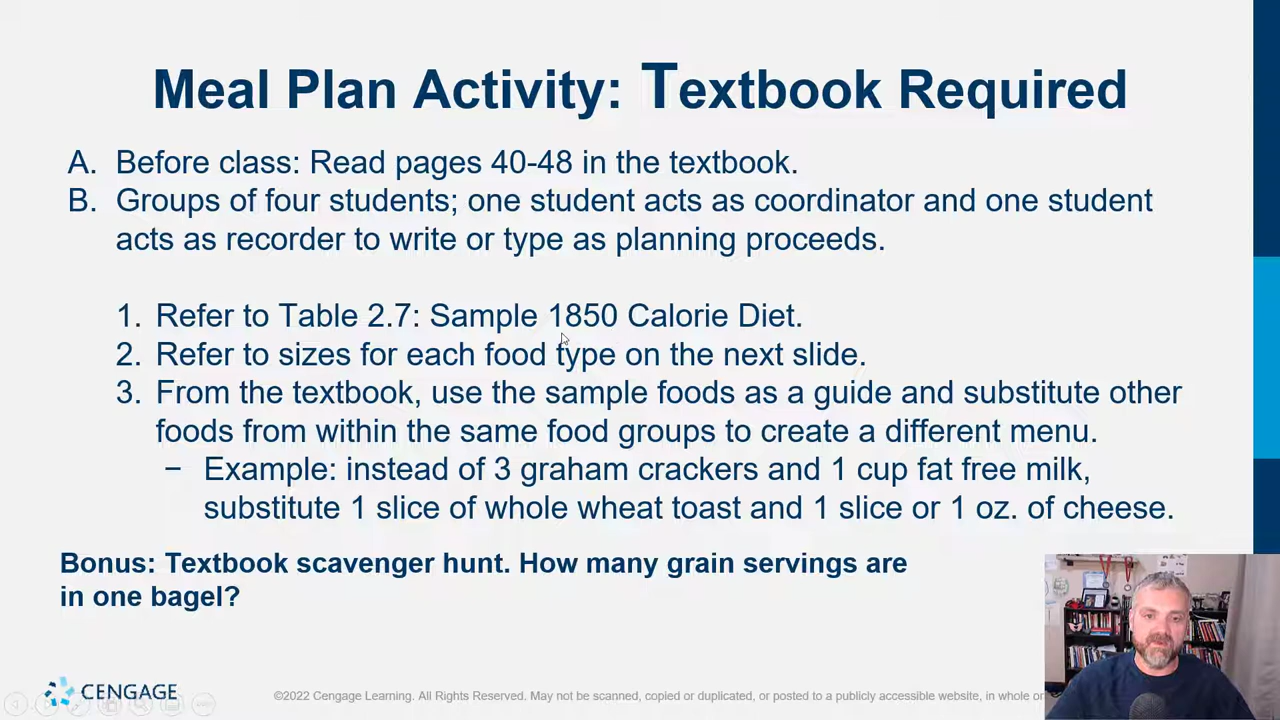 Meal Plan Activity: Textbook Required
A. Before class: Read pages 40-48 in the textbook.
B. Groups of four students; one student acts as coordinator and one student
acts as recorder to write or type as planning proceeds.
1. Refer to Table 2.7: Sample 1850 Calorie Diet.
2. Refer to sizes for each food type on the next slide.
3. From the textbook, use the sample foods as a guide and substitute other
foods from within the same food groups to create a different menu.
− Example: instead of 3 graham crackers and 1 cup fat free milk,
substitute 1 slice of whole wheat toast and 1 slice or 1 oz. of cheese.
Bonus: Textbook scavenger hunt. How many grain servings are
in one bagel?
CENGAGE
©2022 Cengage Learning. All Rights Reserved. May not be scanned, copied or duplicated, or posted to a publicly accessible website, in whole or